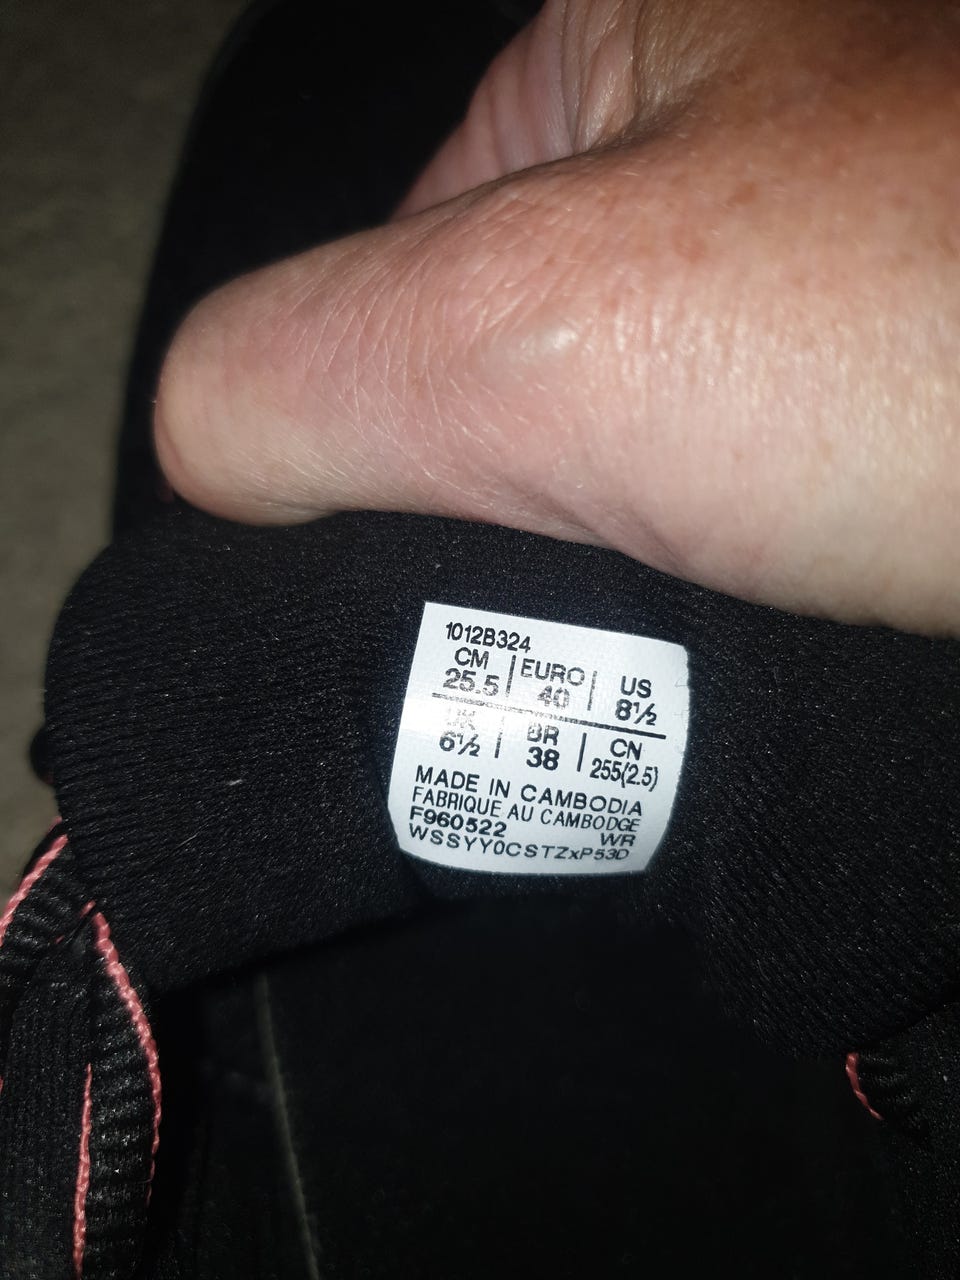 1012B324
CM | EURO | US
25.5 | 40 | 8½
UK | BR | CN
6½ | 38 | 255(2.5)
MADE IN CAMBODIA
FABRIQUE AU CAMBODGE
F960522 WR
WSSYY0CSTZxP53D